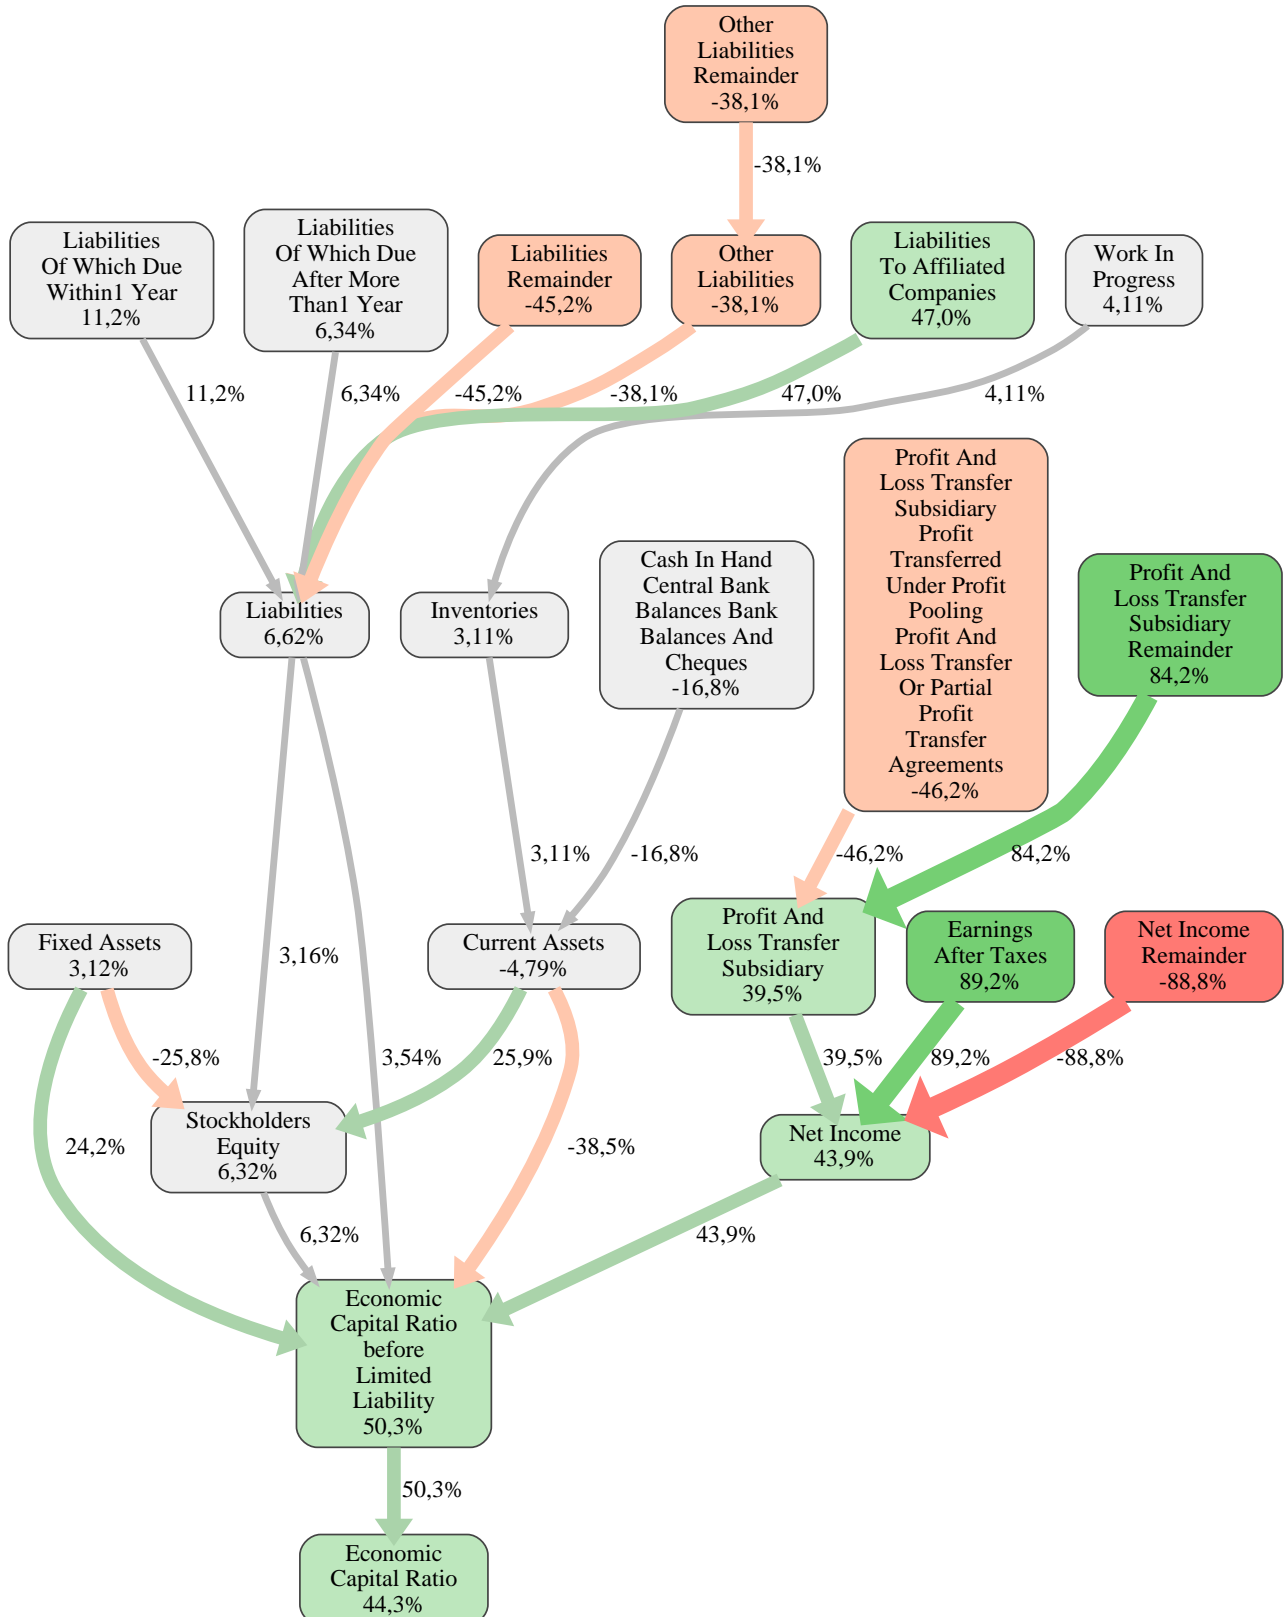 Other
Liabilities
Remainder
-38,1%
-38,1%
Liabilities
Of Which Due
Within1 Year
11,2%
Liabilities
Of Which Due
After More
Than1 Year
6,34%
Liabilities
Remainder
-45,2%
Other
Liabilities
-38,1%
Liabilities
To Affiliated
Companies
47,0%
Work In
Progress
4,11%
11,2%
6,34%
-45,2%
-38,1%
47,0%
4,11%
Profit And
Loss Transfer
Subsidiary
Profit
Transferred
Under Profit
Pooling
Profit And
Loss Transfer
Or Partial
Profit
Transfer
Agreements
-46,2%
Cash In Hand
Central Bank
Balances Bank
Balances And
Cheques
-16,8%
Profit And
Loss Transfer
Subsidiary
Remainder
84,2%
Liabilities
6,62%
Inventories
3,11%
3,11%
-16,8%
-46,2%
84,2%
Fixed Assets
3,12%
3,16%
Current Assets
-4,79%
Profit And
Loss Transfer
Subsidiary
39,5%
Earnings
After Taxes
89,2%
Net Income
Remainder
-88,8%
-25,8%
3,54%
25,9%
39,5%
89,2%
-88,8%
24,2%
Stockholders
Equity
6,32%
-38,5%
Net Income
43,9%
6,32%
43,9%
Economic
Capital Ratio
before
Limited
Liability
50,3%
50,3%
Economic
Capital Ratio
44,3%